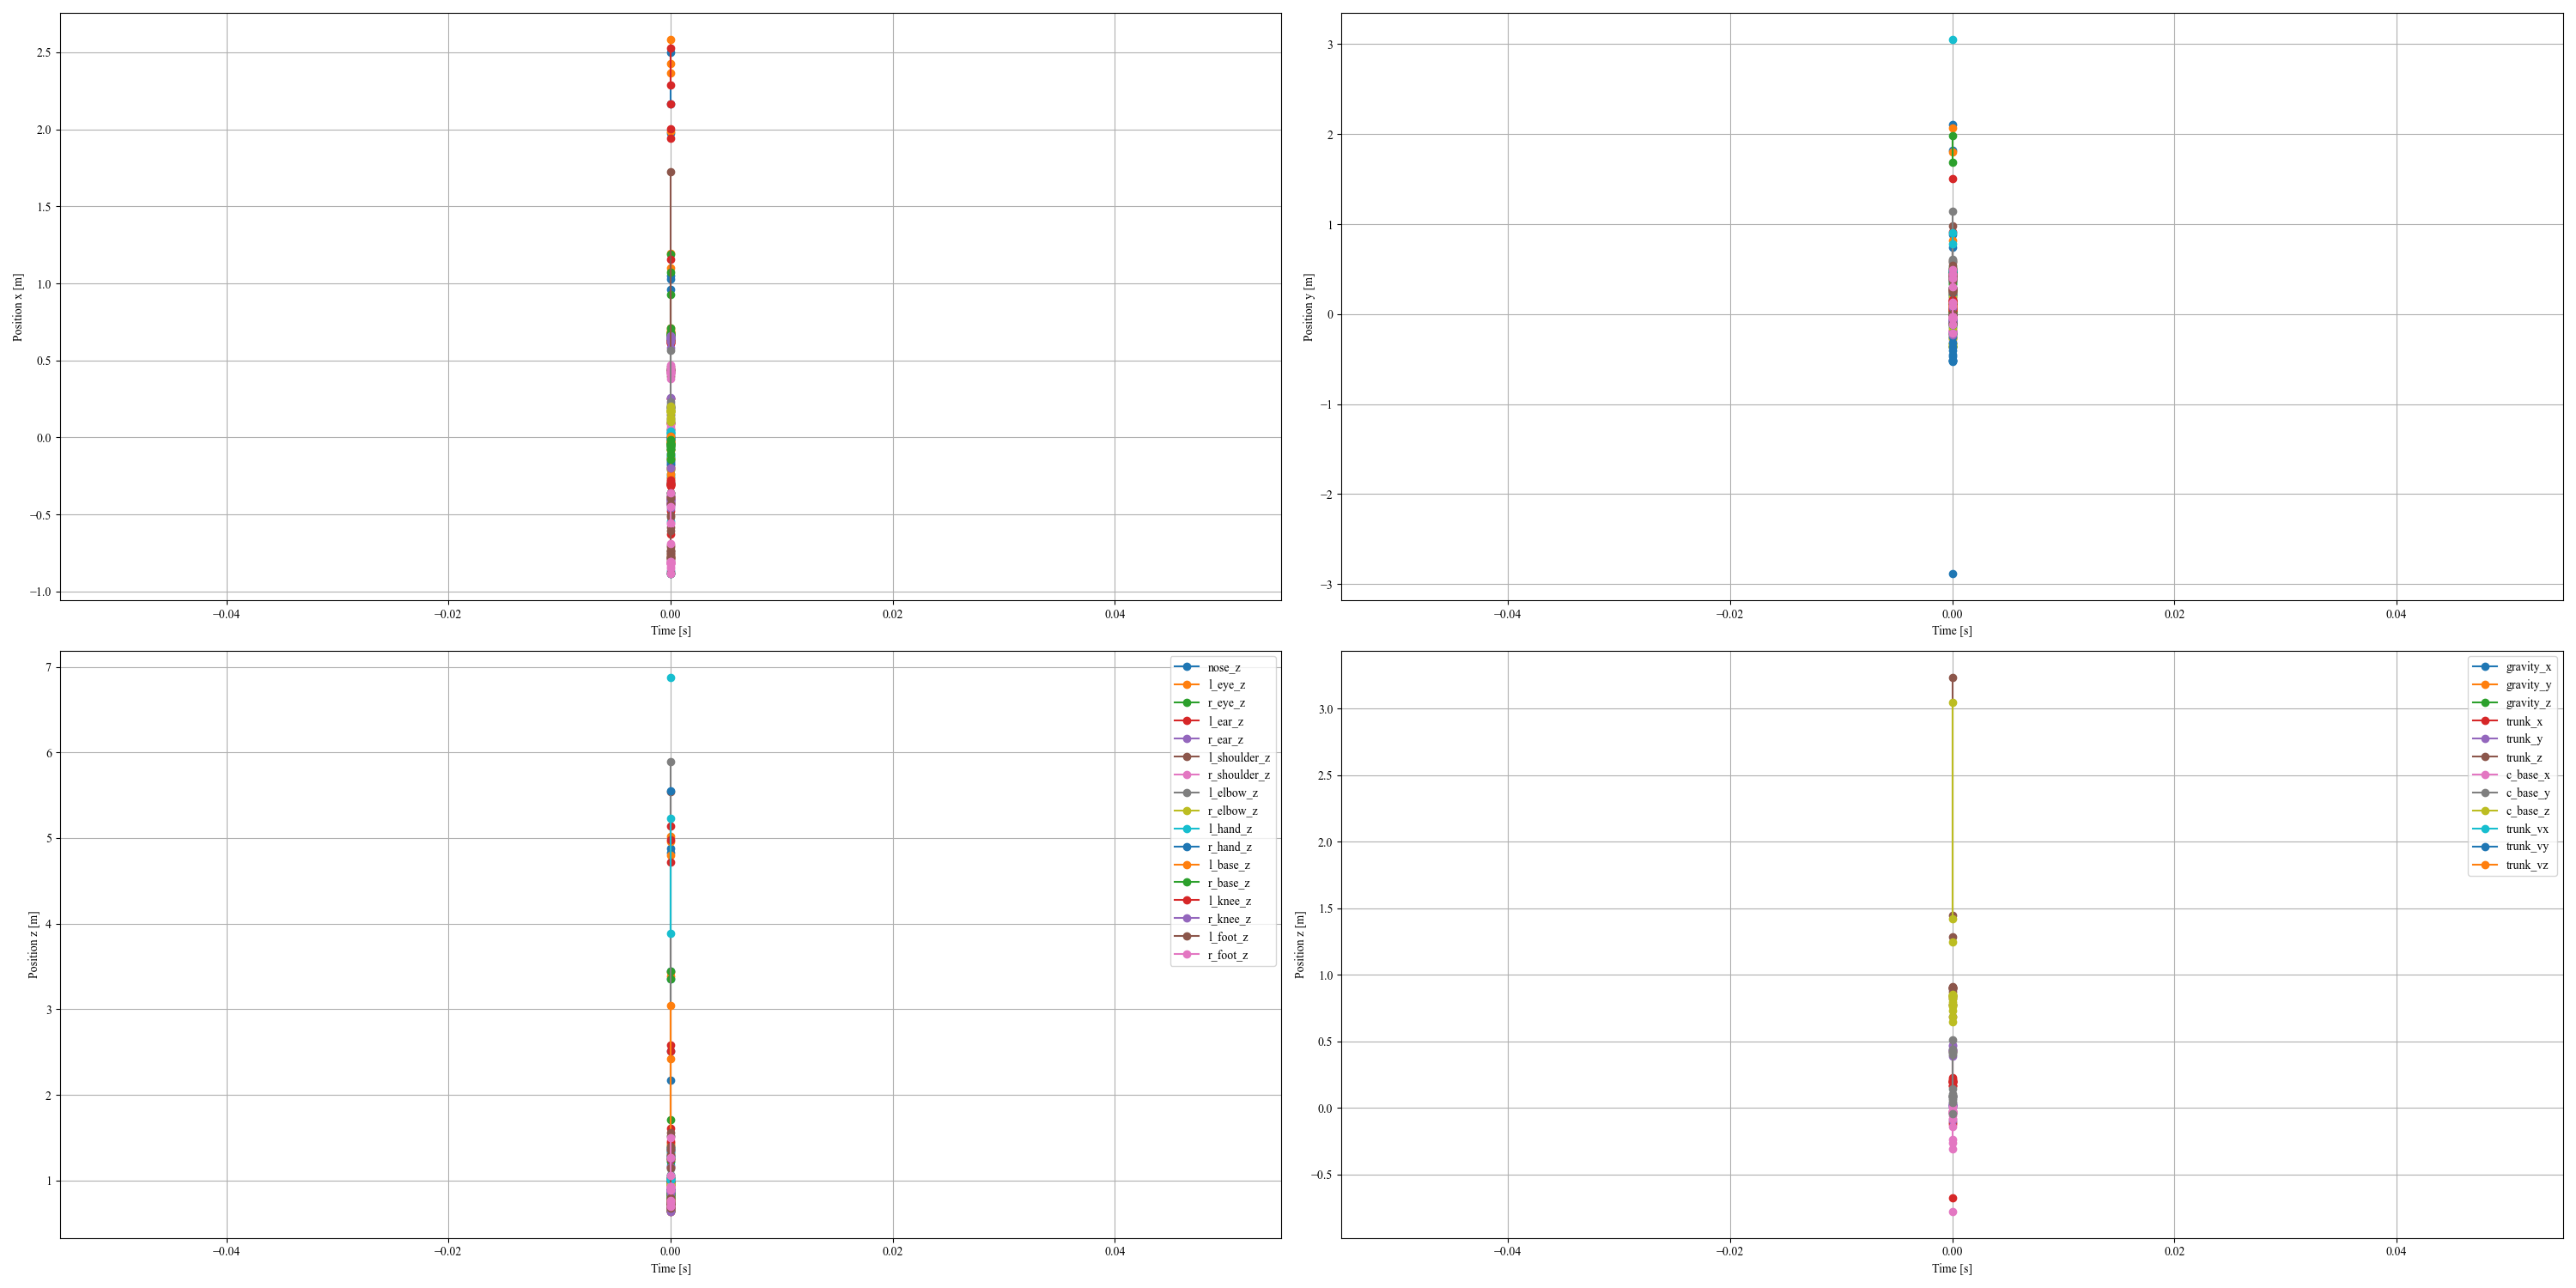 2.5
2.0
1.5
1.0
0.5
0.0
−0.5
−1.0
Position x [m]
−0.04 −0.02 0.00 0.02 0.04
Time [s]
3
2
1
0
−1
−2
−3
Position y [m]
−0.04 −0.02 0.00 0.02 0.04
Time [s]
7
6
5
4
3
2
1
Position z [m]
nose_z
l_eye_z
r_eye_z
l_ear_z
r_ear_z
l_shoulder_z
r_shoulder_z
l_elbow_z
r_elbow_z
l_hand_z
r_hand_z
l_base_z
r_base_z
l_knee_z
r_knee_z
l_foot_z
r_foot_z
−0.04 −0.02 0.00 0.02 0.04
Time [s]
3.0
2.5
2.0
1.5
1.0
0.5
0.0
−0.5
Position z [m]
gravity_x
gravity_y
gravity_z
trunk_x
trunk_y
trunk_z
c_base_x
c_base_y
c_base_z
trunk_vx
trunk_vy
trunk_vz
−0.04 −0.02 0.00 0.02 0.04
Time [s]